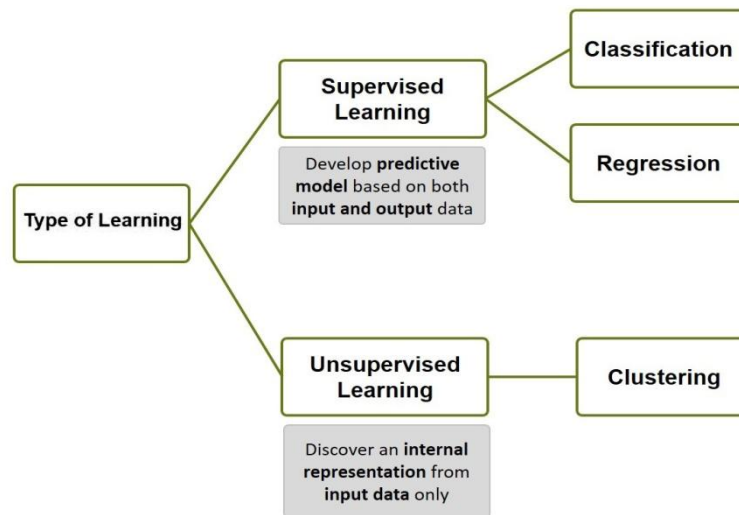 Type of Learning
Supervised
Learning
Develop predictive
model based on both
input and output data
Classification
Regression
Unsupervised
Learning
Discover an internal
representation from
input data only
Clustering